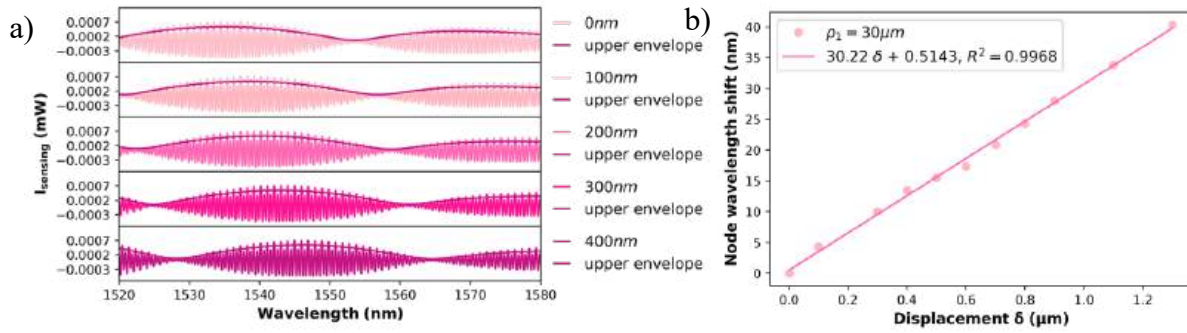 a)
0.0007
0.0002
−0.0003
0.0007
0.0002
−0.0003
0.0007
0.0002
−0.0003
0.0007
0.0002
−0.0003
0.0007
0.0002
−0.0003
I_sensing (mW)
1520 1530 1540 1550 1560 1570 1580
Wavelength (nm)
0nm
upper envelope
100nm
upper envelope
200nm
upper envelope
300nm
upper envelope
400nm
upper envelope
b)
Node wavelength shift (nm)
40
35
30
25
20
15
10
5
0
ρ₁ = 30μm
30.22 δ + 0.5143, R² = 0.9968
0.0 0.2 0.4 0.6 0.8 1.0 1.2
Displacement δ (μm)